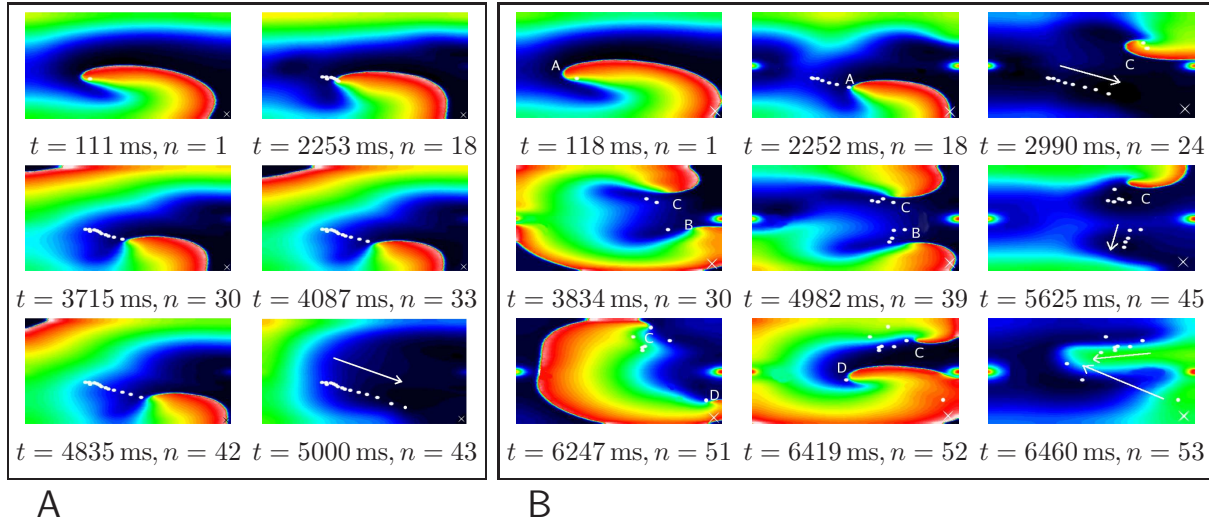 t = 111 ms, n = 1
t = 2253 ms, n = 18
t = 3715 ms, n = 30
t = 4087 ms, n = 33
t = 4835 ms, n = 42
t = 5000 ms, n = 43
A
A
A
C
t = 118 ms, n = 1
t = 2252 ms, n = 18
t = 2990 ms, n = 24
C
B
C
B
t = 3834 ms, n = 30
t = 4982 ms, n = 39
t = 5625 ms, n = 45
C
D
C
D
t = 6247 ms, n = 51
t = 6419 ms, n = 52
t = 6460 ms, n = 53
B